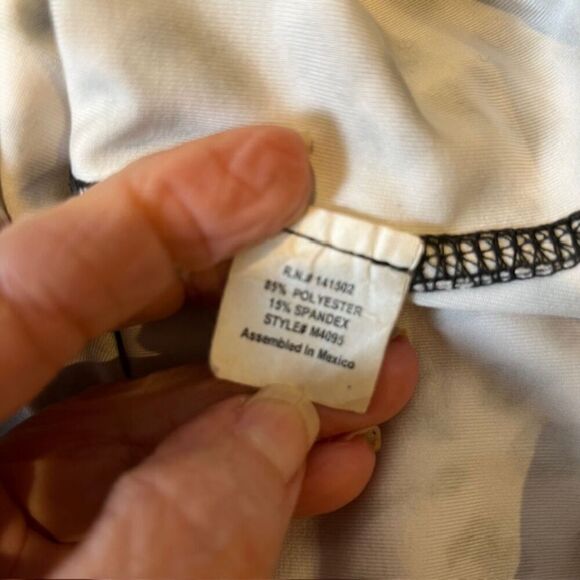 R.N.# 141502
85% POLYESTER
15% SPANDEX
STYLE# M4095
Assembled In Mexico